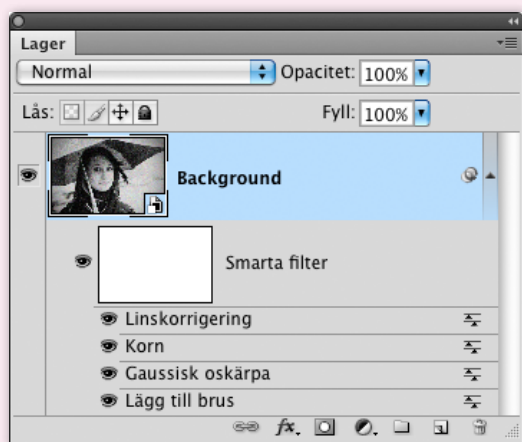 Lager
Normal Opacitet: 100%
Lås: Fyll: 100%
Background
Smarta filter
Linskorrigering
Korn
Gaussisk oskärpa
Lägg till brus
fx.